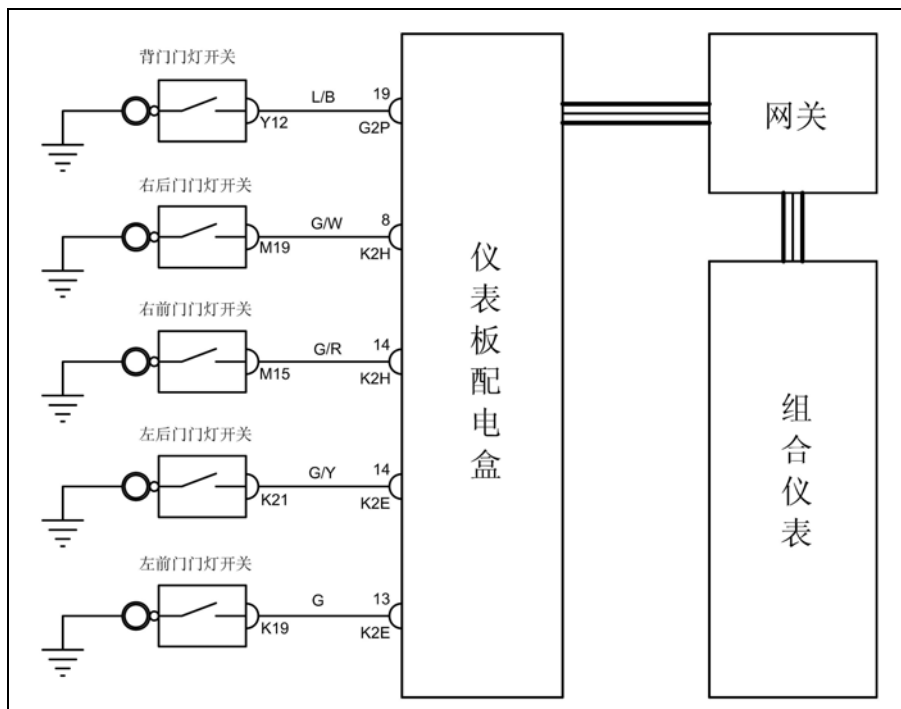 背门门灯开关
L/B
19
Y12
G2P
右后门门灯开关
G/W
8
M19
K2H
右前门门灯开关
G/R
14
M15
K2H
左后门门灯开关
G/Y
14
K21
K2E
左前门门灯开关
G
13
K19
K2E
仪表板配电盒
网关
组合仪表